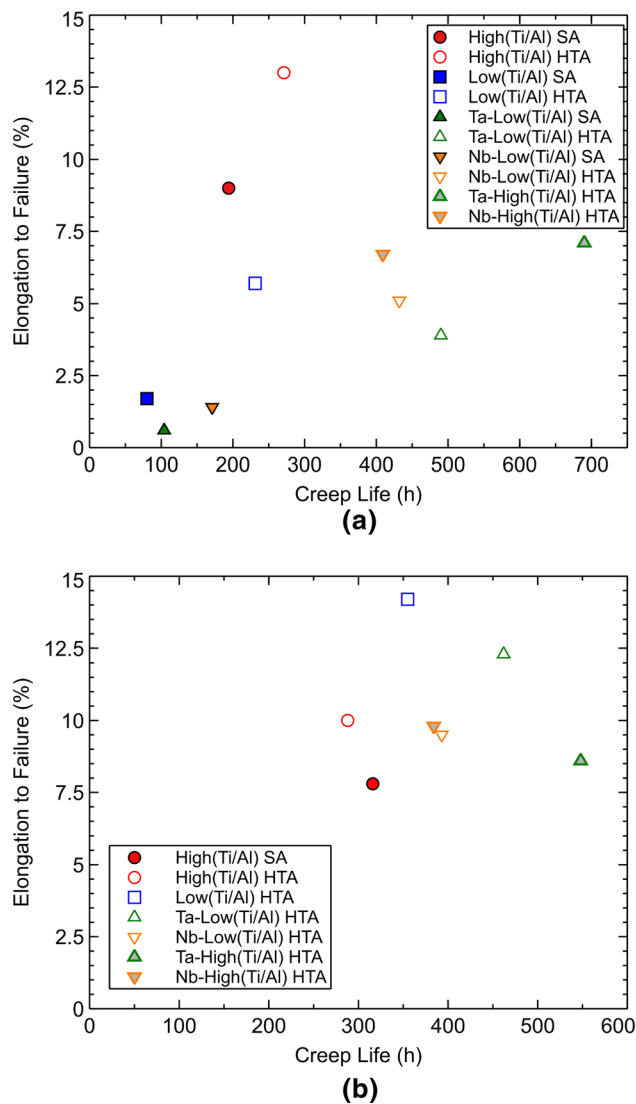 15
12.5
10
7.5
5
2.5
0
Elongation to Failure (%)
High(Ti/Al) SA
High(Ti/Al) HTA
Low(Ti/Al) SA
Low(Ti/Al) HTA
Ta-Low(Ti/Al) SA
Ta-Low(Ti/Al) HTA
Nb-Low(Ti/Al) SA
Nb-Low(Ti/Al) HTA
Ta-High(Ti/Al) HTA
Nb-High(Ti/Al) HTA
0 100 200 300 400 500 600 700
Creep Life (h)
(a)
15
12.5
10
7.5
5
2.5
0
Elongation to Failure (%)
High(Ti/Al) SA
High(Ti/Al) HTA
Low(Ti/Al) HTA
Ta-Low(Ti/Al) HTA
Nb-Low(Ti/Al) HTA
Ta-High(Ti/Al) HTA
Nb-High(Ti/Al) HTA
0 100 200 300 400 500 600
Creep Life (h)
(b)